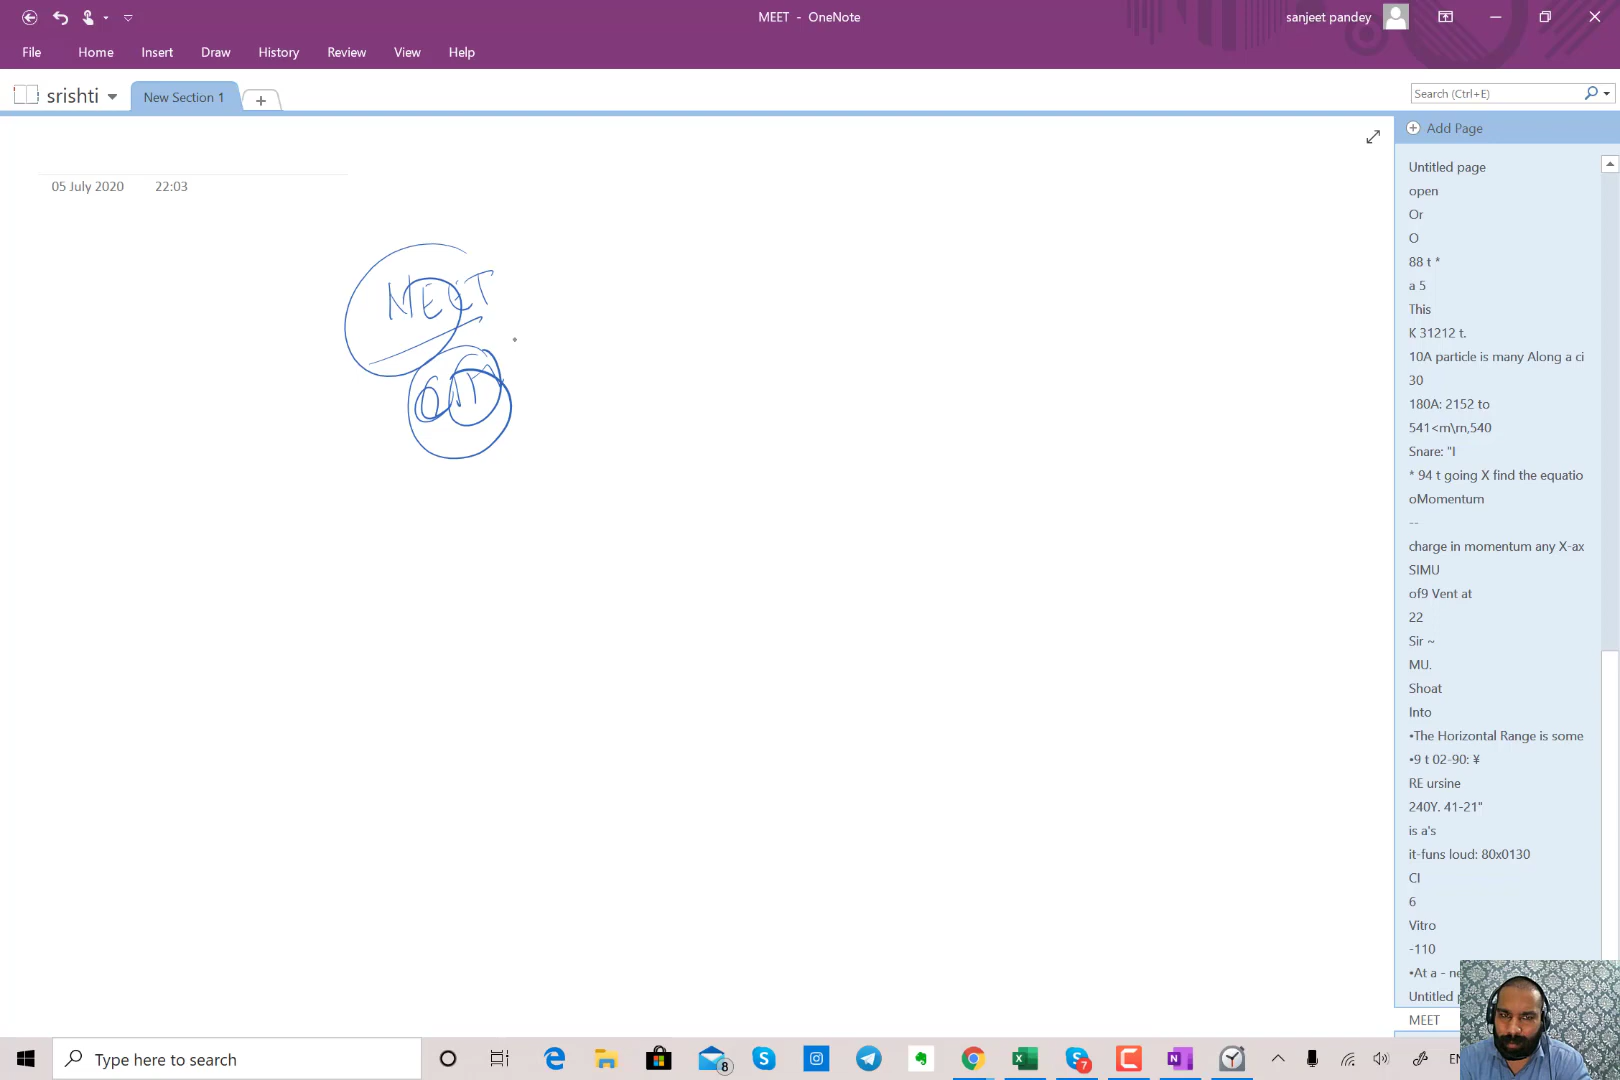 MEET - OneNote
sanjeet pandey
File Home Insert Draw History Review View Help
srishti New Section 1
Search (Ctrl+E)
Add Page
05 July 2020 22:03
NEET
Untitled page
open
Or
O
88 t *
a 5
This
K 31212 t.
10A particle is many Along a ci
30
180A: 2152 to
541<m\m,540
Snare: "I
* 94 t going X find the equatio
oMomentum
--
charge in momentum any X-ax
SIMU
of9 Vent at
22
Sir ~
MU.
Shoat
Into
•The Horizontal Range is some
•9 t 02-90: ¥
RE ursine
240Y. 41-21"
is a's
it-funs loud: 80x0130
CI
6
Vitro
-110
•At a - ne
Untitled
MEET
Type here to search
8
7